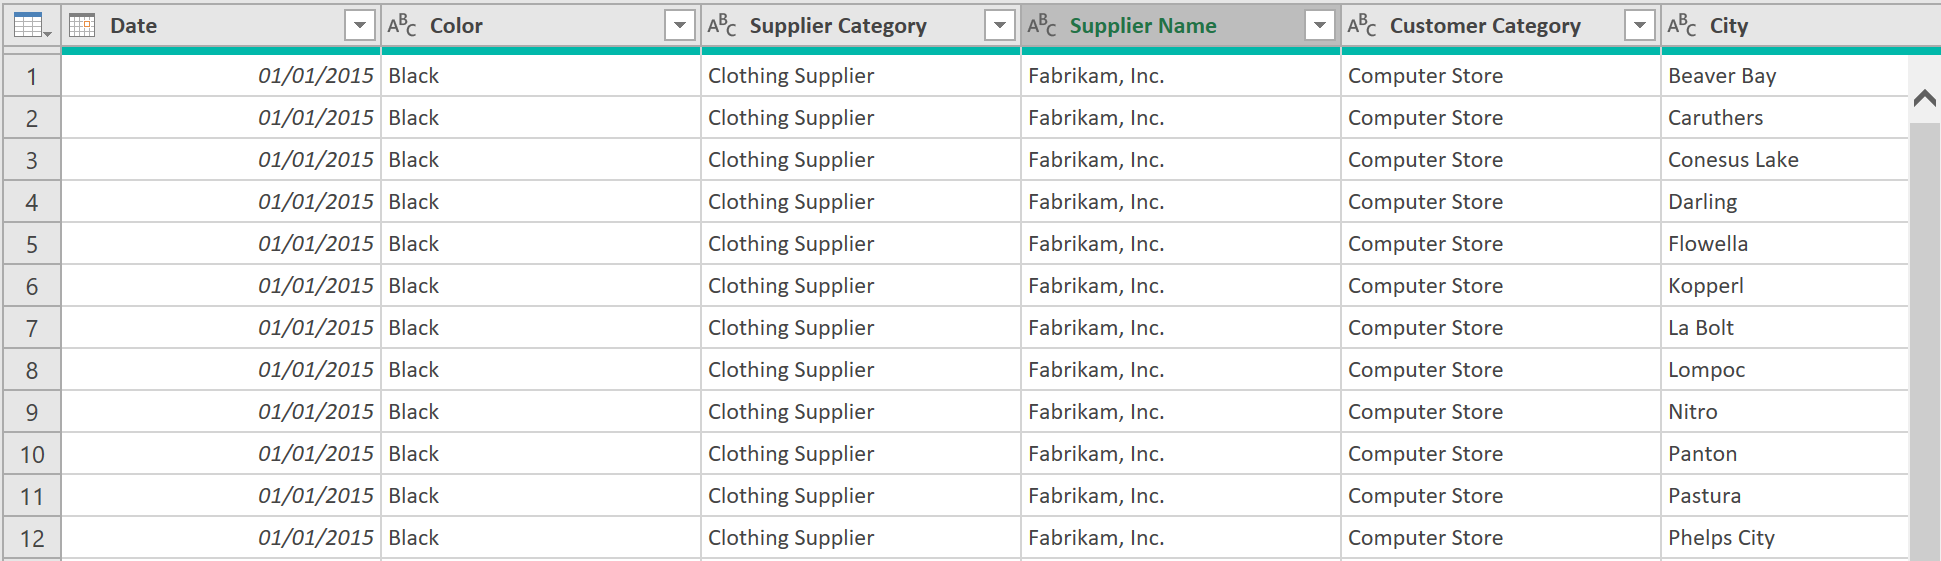 Date ABC Color ABC Supplier Category ABC Supplier Name ABC Customer Category ABC City
1 01/01/2015 Black Clothing Supplier Fabrikam, Inc. Computer Store Beaver Bay
2 01/01/2015 Black Clothing Supplier Fabrikam, Inc. Computer Store Caruthers
3 01/01/2015 Black Clothing Supplier Fabrikam, Inc. Computer Store Conesus Lake
4 01/01/2015 Black Clothing Supplier Fabrikam, Inc. Computer Store Darling
5 01/01/2015 Black Clothing Supplier Fabrikam, Inc. Computer Store Flowella
6 01/01/2015 Black Clothing Supplier Fabrikam, Inc. Computer Store Kopperl
7 01/01/2015 Black Clothing Supplier Fabrikam, Inc. Computer Store La Bolt
8 01/01/2015 Black Clothing Supplier Fabrikam, Inc. Computer Store Lompoc
9 01/01/2015 Black Clothing Supplier Fabrikam, Inc. Computer Store Nitro
10 01/01/2015 Black Clothing Supplier Fabrikam, Inc. Computer Store Panton
11 01/01/2015 Black Clothing Supplier Fabrikam, Inc. Computer Store Pastura
12 01/01/2015 Black Clothing Supplier Fabrikam, Inc. Computer Store Phelps City